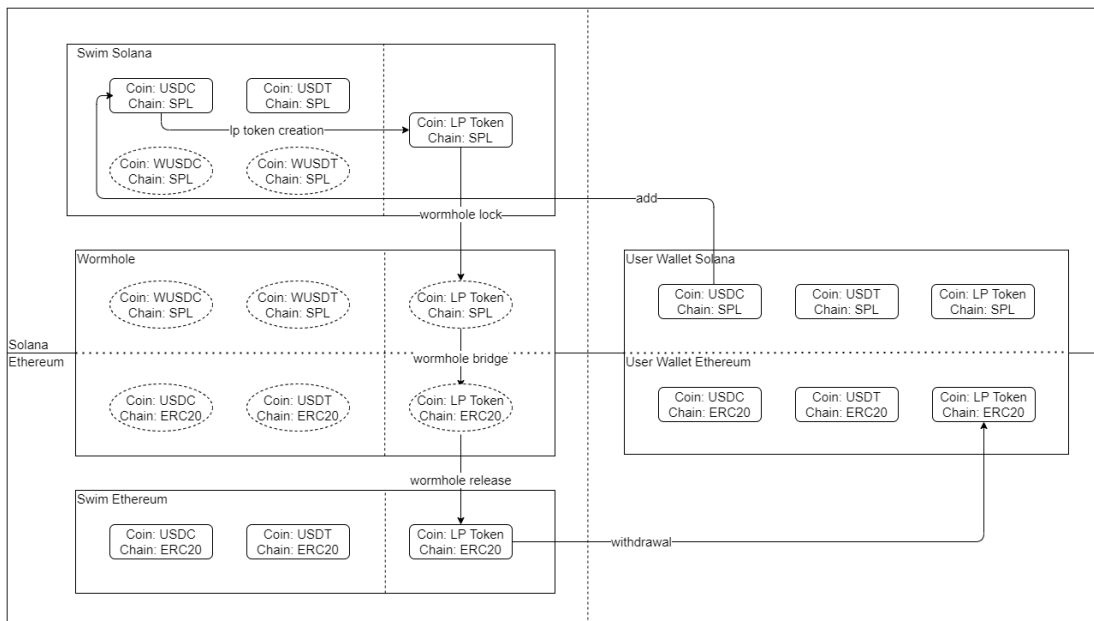 Swim Solana
Coin: USDC
Chain: SPL
Coin: USDT
Chain: SPL
lp token creation
Coin: LP Token
Chain: SPL
Coin: WUSDC
Chain: SPL
Coin: WUSDT
Chain: SPL
add
wormhole lock
Wormhole
Coin: WUSDC
Chain: SPL
Coin: WUSDT
Chain: SPL
Coin: LP Token
Chain: SPL
Solana
Ethereum
wormhole bridge
Coin: USDC
Chain: ERC20
Coin: USDT
Chain: ERC20
Coin: LP Token
Chain: ERC20
User Wallet Solana
Coin: USDC
Chain: SPL
Coin: USDT
Chain: SPL
Coin: LP Token
Chain: SPL
User Wallet Ethereum
Coin: USDC
Chain: ERC20
Coin: USDT
Chain: ERC20
Coin: LP Token
Chain: ERC20
wormhole release
Swim Ethereum
Coin: USDC
Chain: ERC20
Coin: USDT
Chain: ERC20
Coin: LP Token
Chain: ERC20
withdrawal